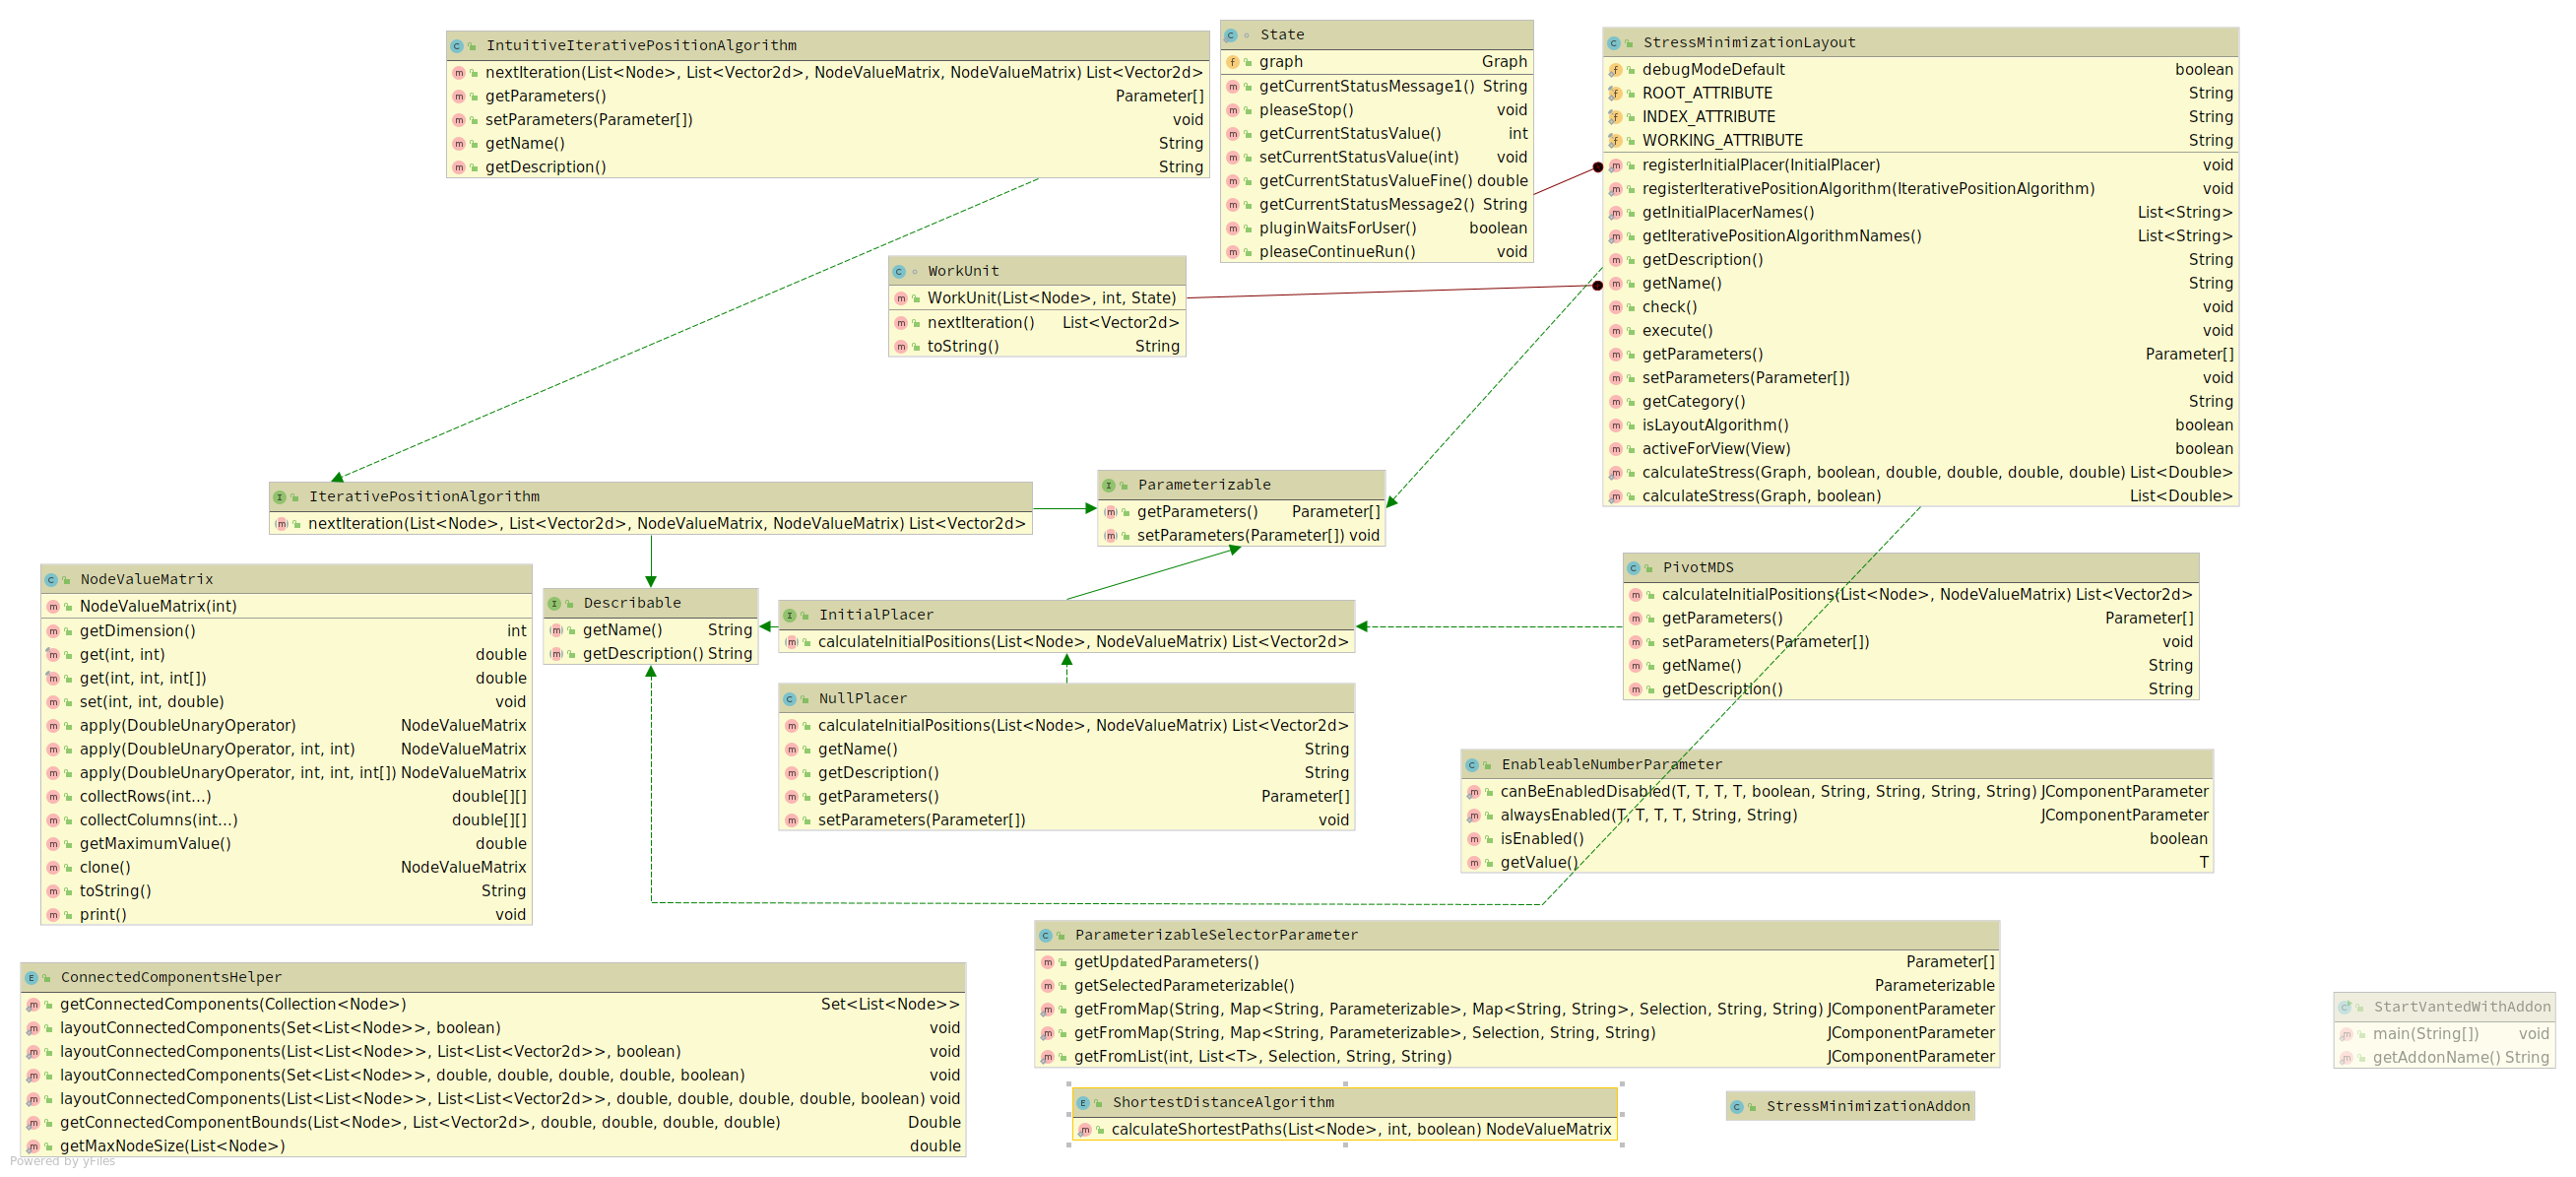 IntuitiveIterativePositionAlgorithm
nextIteration(List<Node>, List<Vector2d>, NodeValueMatrix, NodeValueMatrix) List<Vector2d>
getParameters() Parameter[]
setParameters(Parameter[]) void
getName() String
getDescription() String
State
graph Graph
getCurrentStatusMessage1() String
pleaseStop() void
getCurrentStatusValue() int
setCurrentStatusValue(int) void
getCurrentStatusValueFine() double
getCurrentStatusMessage2() String
pluginWaitsForUser() boolean
pleaseContinueRun() void
StressMinimizationLayout
debugModeDefault boolean
ROOT_ATTRIBUTE String
INDEX_ATTRIBUTE String
WORKING_ATTRIBUTE String
registerInitialPlacer(InitialPlacer) void
registerIterativePositionAlgorithm(IterativePositionAlgorithm) void
getInitialPlacerNames() List<String>
getIterativePositionAlgorithmNames() List<String>
getDescription() String
getName() String
check() void
execute() void
getParameters() Parameter[]
setParameters(Parameter[]) void
getCategory() String
isLayoutAlgorithm() boolean
activeForView(View) boolean
calculateStress(Graph, boolean, double, double, double, double) List<Double>
calculateStress(Graph, boolean) List<Double>
WorkUnit
WorkUnit(List<Node>, int, State)
nextIteration() List<Vector2d>
toString() String
IterativePositionAlgorithm
nextIteration(List<Node>, List<Vector2d>, NodeValueMatrix, NodeValueMatrix) List<Vector2d>
Parameterizable
getParameters() Parameter[]
setParameters(Parameter[]) void
NodeValueMatrix
NodeValueMatrix(int)
getDimension() int
get(int, int) double
get(int, int, int[]) double
set(int, int, double) void
apply(DoubleUnaryOperator) NodeValueMatrix
apply(DoubleUnaryOperator, int, int) NodeValueMatrix
apply(DoubleUnaryOperator, int, int, int[]) NodeValueMatrix
collectRows(int...) double[][]
collectColumns(int...) double[][]
getMaximumValue() double
clone() NodeValueMatrix
toString() String
print() void
Describable
getName() String
getDescription() String
InitialPlacer
calculateInitialPositions(List<Node>, NodeValueMatrix) List<Vector2d>
PivotMDS
calculateInitialPositions(List<Node>, NodeValueMatrix) List<Vector2d>
getParameters() Parameter[]
setParameters(Parameter[]) void
getName() String
getDescription() String
NullPlacer
calculateInitialPositions(List<Node>, NodeValueMatrix) List<Vector2d>
getName() String
getDescription() String
getParameters() Parameter[]
setParameters(Parameter[]) void
EnableableNumberParameter
canBeEnabledDisabled(T, T, T, T, boolean, String, String, String, String) JComponentParameter
alwaysEnabled(T, T, T, T, String, String) JComponentParameter
isEnabled() boolean
getValue() T
ParameterizableSelectorParameter
getUpdatedParameters() Parameter[]
getSelectedParameterizable() Parameterizable
getFromMap(String, Map<String, Parameterizable>, Map<String, String>, Selection, String, String) JComponentParameter
getFromMap(String, Map<String, Parameterizable>, Selection, String, String) JComponentParameter
getFromList(int, List<T>, Selection, String, String) JComponentParameter
ConnectedComponentsHelper
getConnectedComponents(Collection<Node>) Set<List<Node>>
layoutConnectedComponents(Set<List<Node>>, boolean) void
layoutConnectedComponents(List<List<Node>>, List<List<Vector2d>>, boolean) void
layoutConnectedComponents(Set<List<Node>>, double, double, double, double, boolean) void
layoutConnectedComponents(List<List<Node>>, List<List<Vector2d>>, double, double, double, double, boolean) void
getConnectedComponentBounds(List<Node>, List<Vector2d>, double, double, double, double) Double
getMaxNodeSize(List<Node>) double
StartVantedWithAddon
main(String[]) void
getAddonName() String
ShortestDistanceAlgorithm
calculateShortestPaths(List<Node>, int, boolean) NodeValueMatrix
StressMinimizationAddon
Powered by yFiles